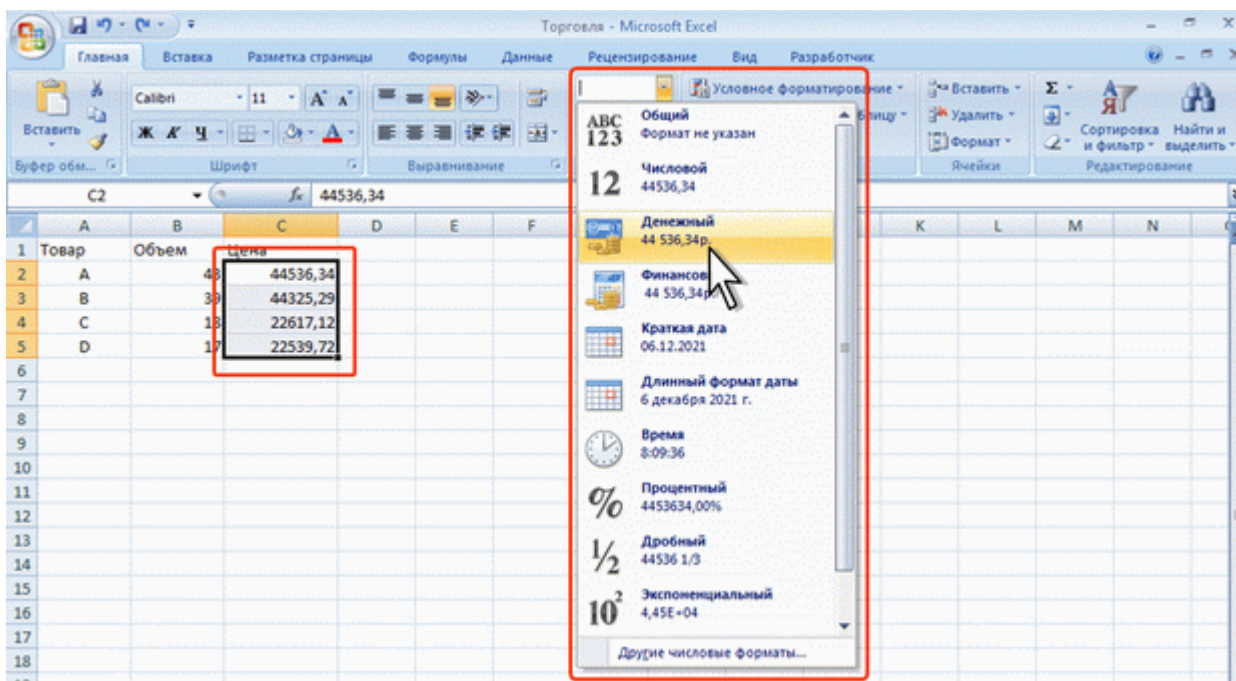 Торговля - Microsoft Excel
Главная Вставка Разметка страницы Формулы Данные Рецензирование Вид Разработчик
Вставить
Calibri 11 A A
Ж К Ч A
Условное форматирование
Вставить
Удалить
Формат
Σ
Сортировка и фильтр
Найти и выделить
Буфер обм... Шрифт Выравнивание Ячейки Редактирование
C2 fx 44536,34
A B C D E F K L M N
1 Товар Объем Цена
2 A 44536,34
3 B 44325,29
4 C 22617,12
5 D 17 22539,72
6
7
8
9
10
11
12
13
14
15
16
17
18
ABC
123
Общий
Формат не указан
12
Числовой
44536,34
Денежный
44 536,34р.
44 536,34р
Краткая дата
06.12.2021
Длинный формат даты
6 декабря 2021 г.
Время
8:09:36
%
Процентный
4453634,00%
1/2
Дробный
44536 1/3
10²
Экспоненциальный
4,45E+04
Другие числовые форматы...